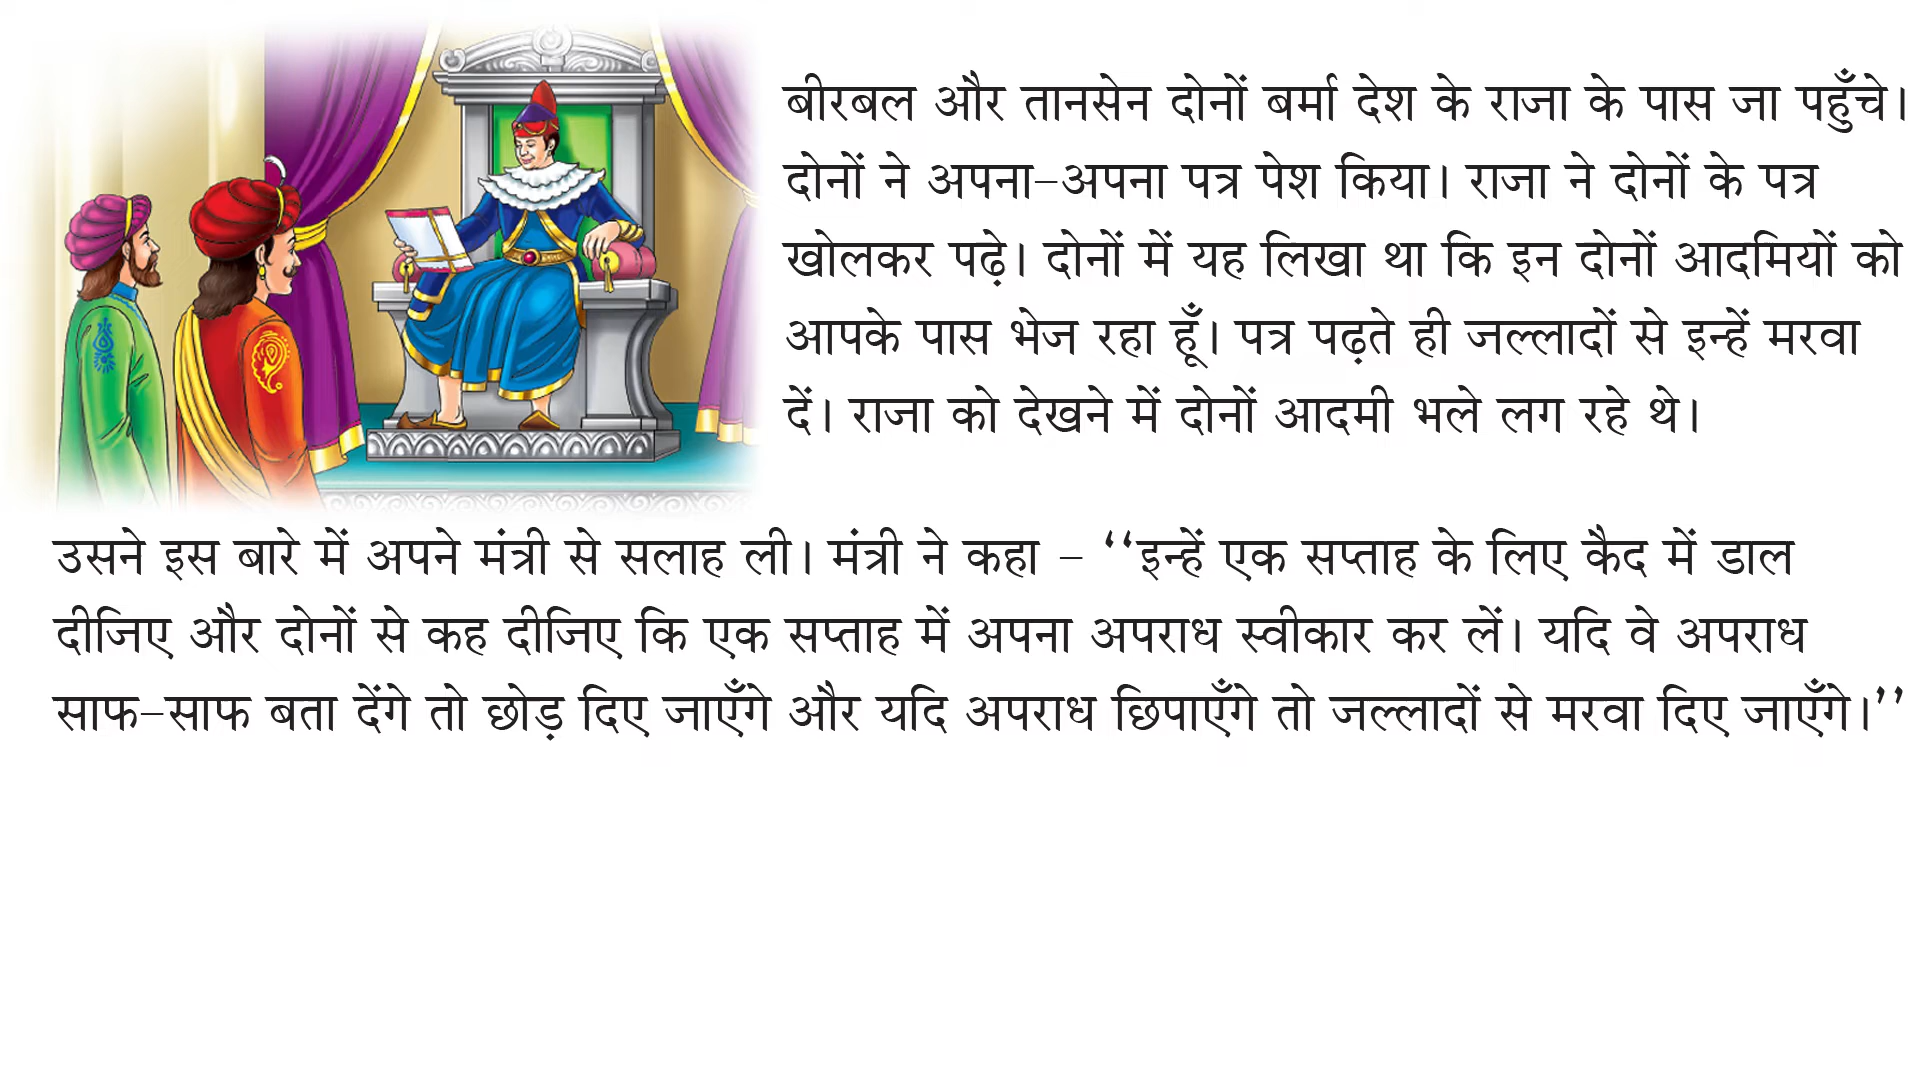 बीरबल और तानसेन दोनों बर्मा देश के राजा के पास जा पहुँचे।
दोनों ने अपना-अपना पत्र पेश किया। राजा ने दोनों के पत्र
खोलकर पढ़े। दोनों में यह लिखा था कि इन दोनों आदमियों को
आपके पास भेज रहा हूँ। पत्र पढ़ते ही जल्लादों से इन्हें मरवा
दें। राजा को देखने में दोनों आदमी भले लग रहे थे।
उसने इस बारे में अपने मंत्री से सलाह ली। मंत्री ने कहा – ‘‘इन्हें एक सप्ताह के लिए कैद में डाल
दीजिए और दोनों से कह दीजिए कि एक सप्ताह में अपना अपराध स्वीकार कर लें। यदि वे अपराध
साफ-साफ बता देंगे तो छोड़ दिए जाएँगे और यदि अपराध छिपाएँगे तो जल्लादों से मरवा दिए जाएँगे।’’